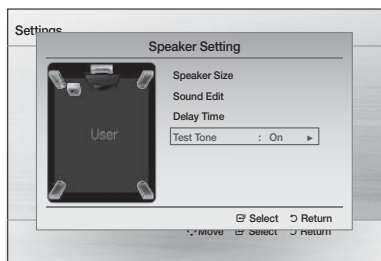 Settings
Speaker Setting
Speaker Size
Sound Edit
Delay Time
Test Tone : On ►
User
Select Return
Move Select Return